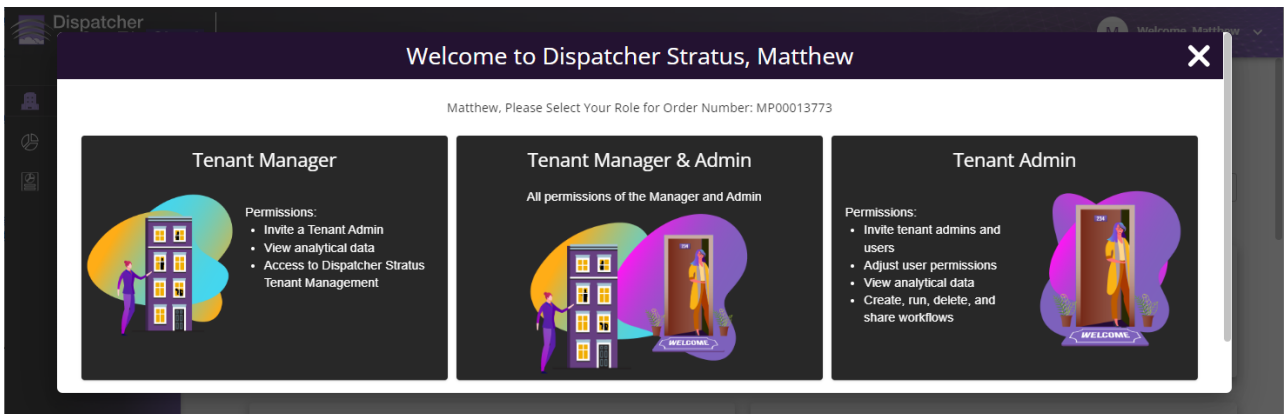 Dispatcher
Welcome, Matthew
Welcome to Dispatcher Stratus, Matthew
Matthew, Please Select Your Role for Order Number: MP00013773
Tenant Manager
Permissions:
• Invite a Tenant Admin
• View analytical data
• Access to Dispatcher Stratus
Tenant Management
Tenant Manager & Admin
All permissions of the Manager and Admin
234
WELCOME
Tenant Admin
Permissions:
• Invite tenant admins and
users
• Adjust user permissions
• View analytical data
• Create, run, delete, and
share workflows
234
WELCOME